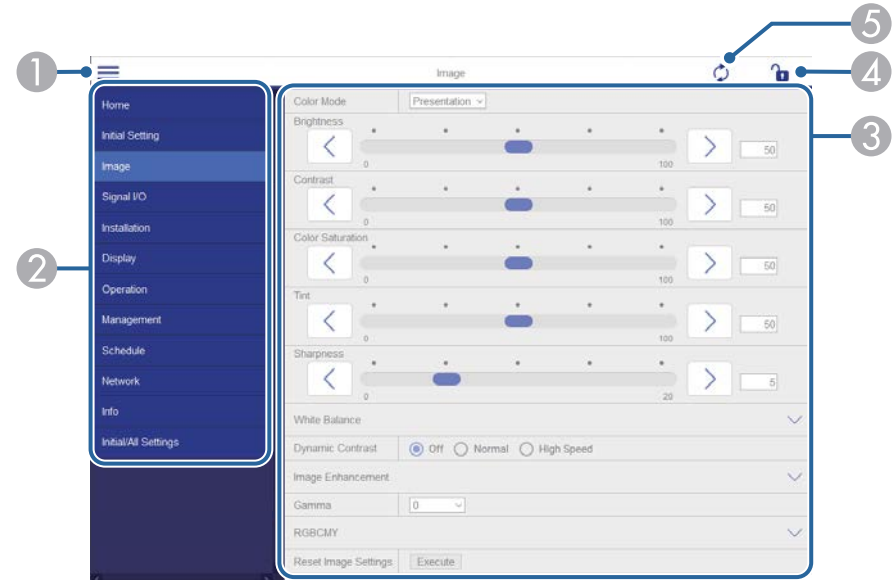 5
1
Image
4
2
Home
Initial Setting
Image
Signal I/O
Installation
Display
Operation
Management
Schedule
Network
Info
Initial/All Settings
3
Color Mode Presentation
Brightness
50
0 100
Contrast
50
0 100
Color Saturation
50
0 100
Tint
50
0 100
Sharpness
5
0 20
White Balance
Dynamic Contrast Off Normal High Speed
Image Enhancement
Gamma 0
RGBCMY
Reset Image Settings Execute